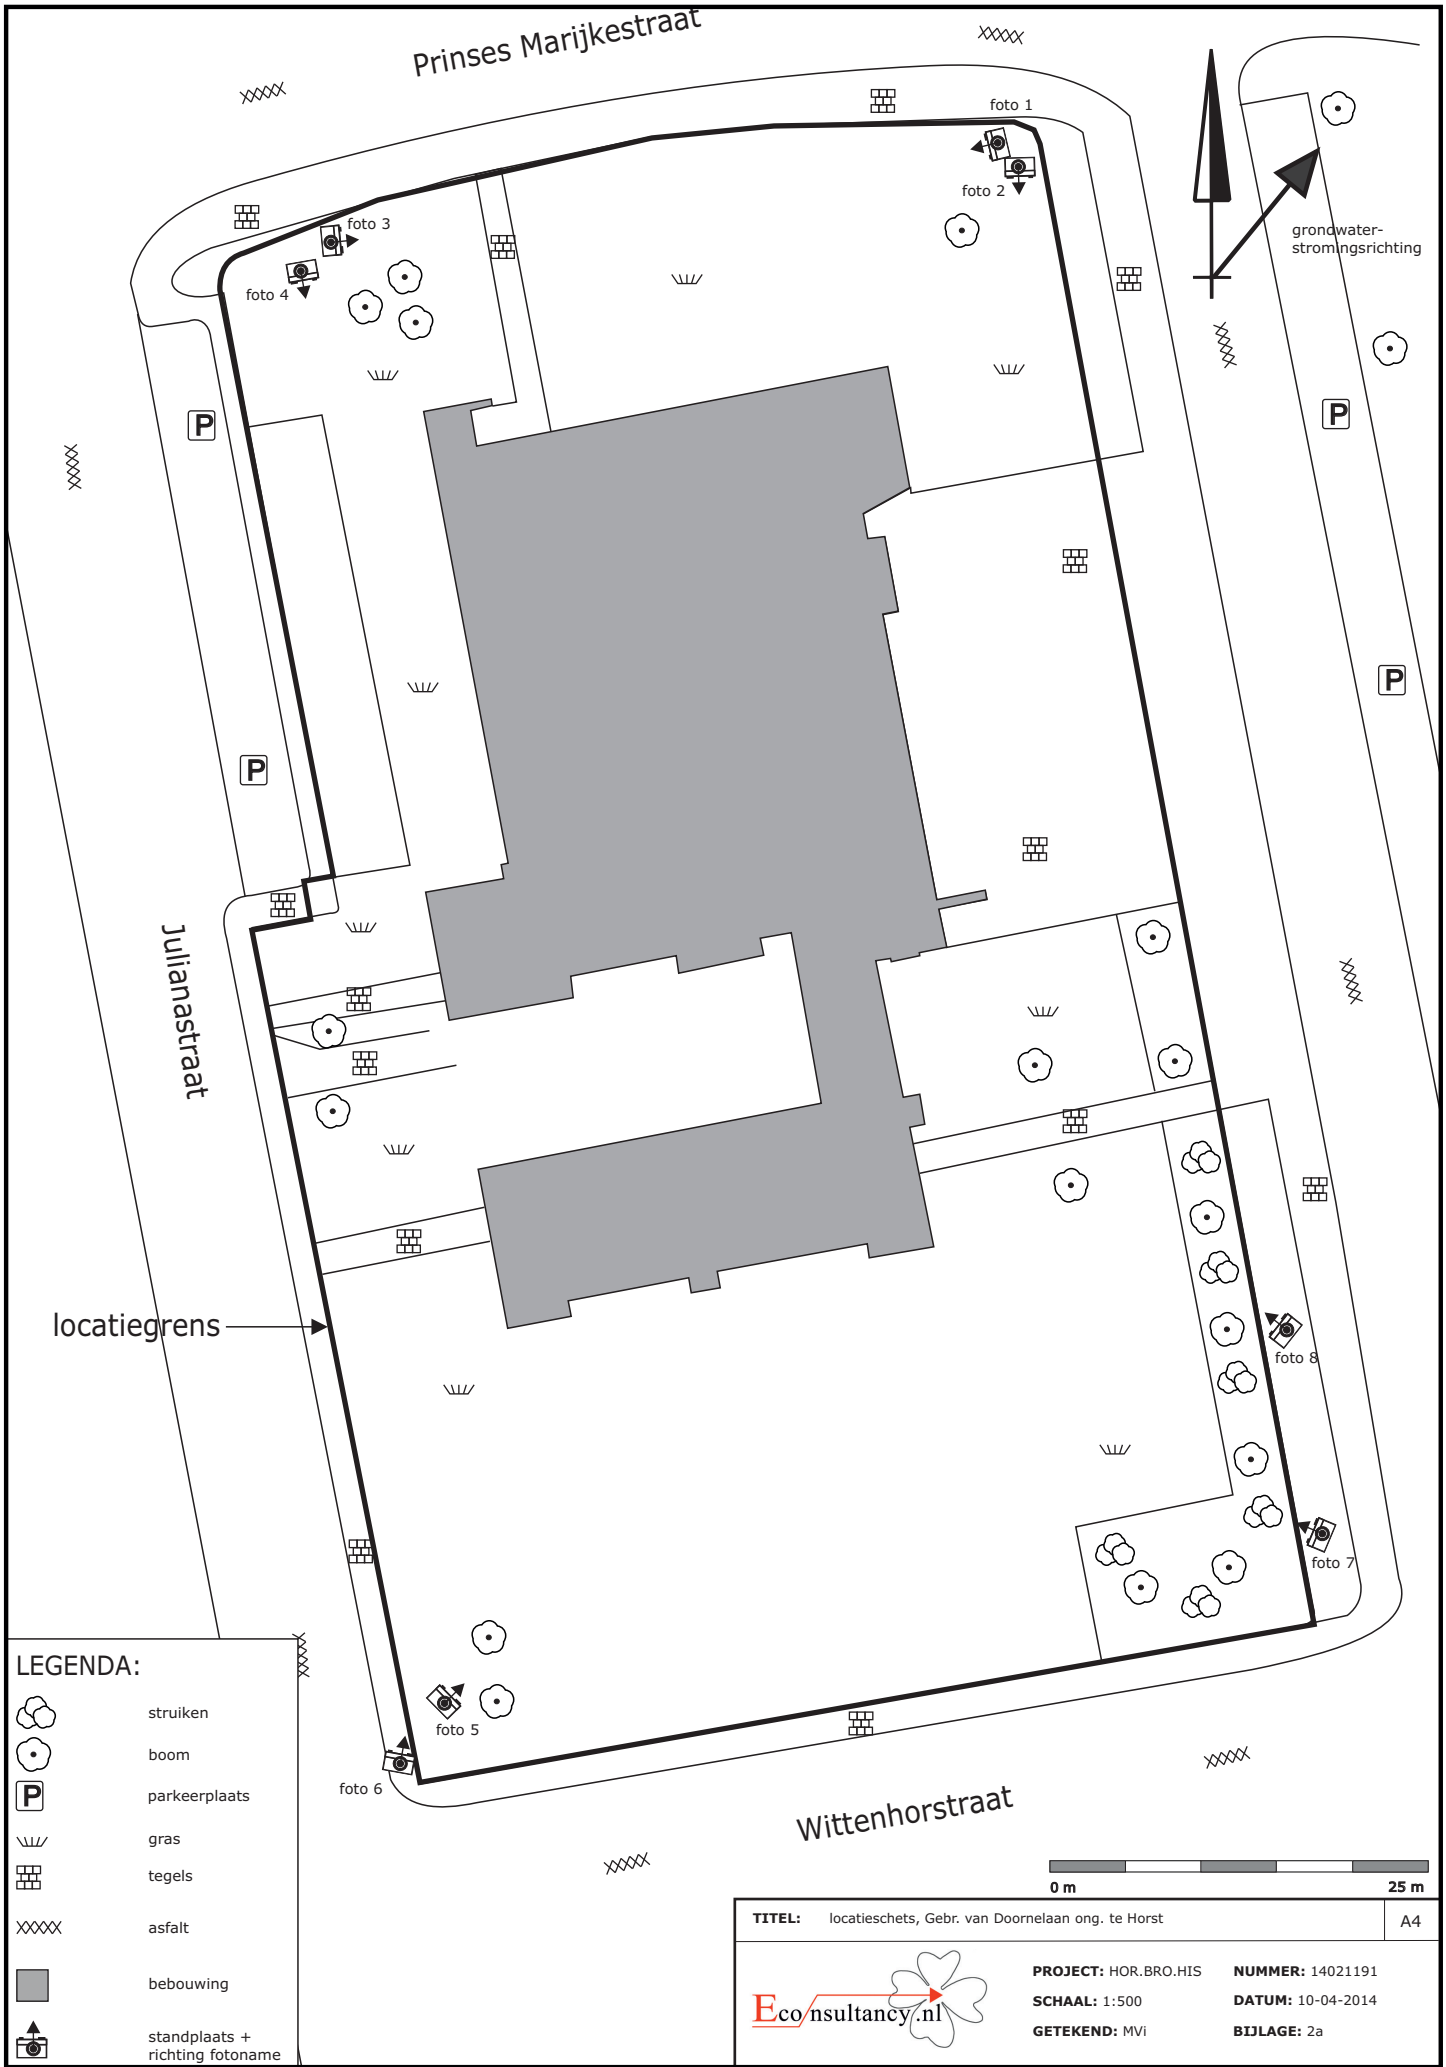 Prinses Marijkestraat
foto 1
foto 2
foto 3
foto 4
grondwater-
stromingsrichting
P
P
P
P
Julianastraat
locatiegrens
foto 8
foto 7
foto 5
foto 6
Wittenhorstraat
LEGENDA:
struiken
boom
P parkeerplaats
gras
tegels
asfalt
bebouwing
standplaats +
richting fotoname
0 m 25 m
TITEL: locatieschets, Gebr. van Doornelaan ong. te Horst A4
Econsultancy.nl
PROJECT: HOR.BRO.HIS NUMMER: 14021191
SCHAAL: 1:500 DATUM: 10-04-2014
GETEKEND: MVi BIJLAGE: 2a